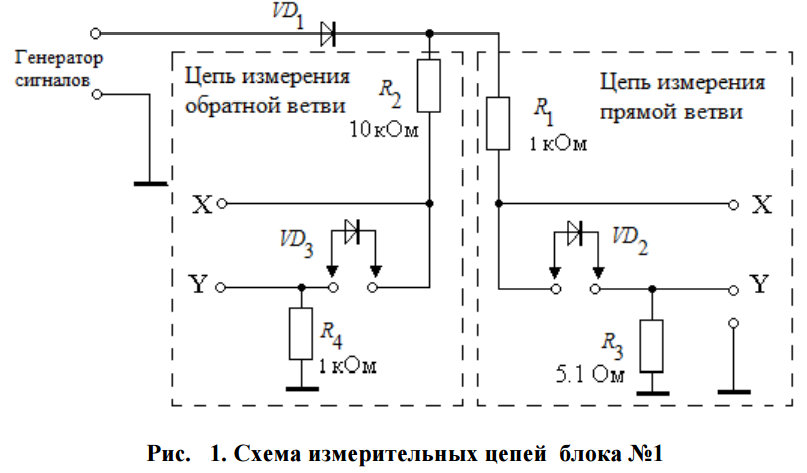 VD1
Генератор
сигналов
Цепь измерения
обратной ветви
R2
10 кОм
R1
1 кОм
Цепь измерения
прямой ветви
X
X
VD3
VD2
Y
Y
R4
1 кОм
R3
5.1 Ом
Рис. 1. Схема измерительных цепей блока №1